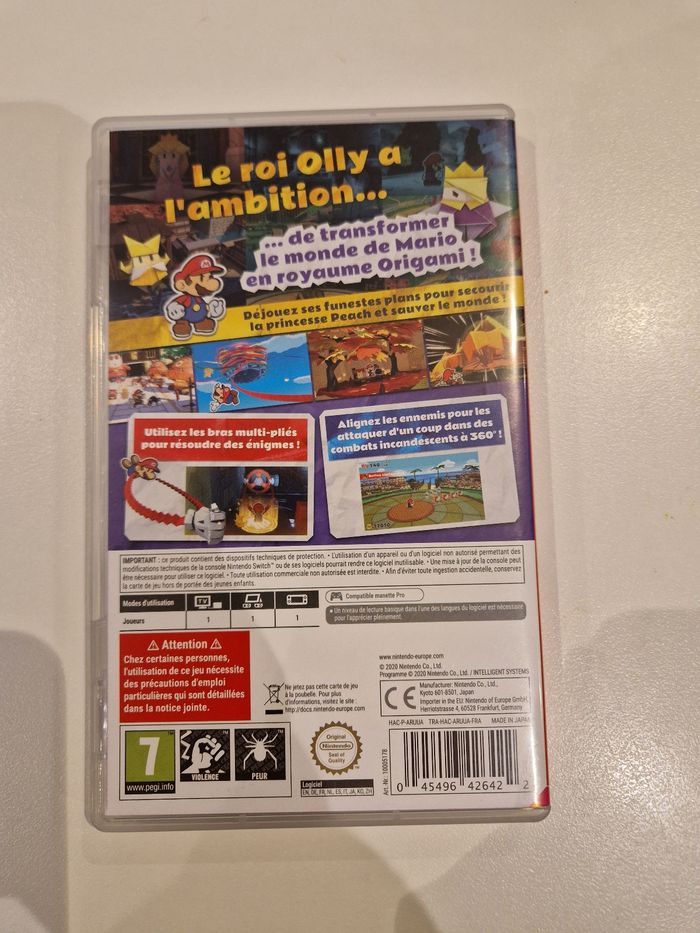 Le roi Olly a
l'ambition...
... de transformer
le monde de Mario
en royaume Origami !
Déjouez ses funestes plans pour secourir
la princesse Peach et sauver le monde !
Utilisez les bras multi-pliés
pour résoudre des énigmes !
Alignez les ennemis pour les
attaquer d'un coup dans des
combats incandescents à 360° !
IMPORTANT : ce produit contient des dispositifs techniques de protection. • L'utilisation d'un appareil ou d'un logiciel non autorisé permettant des
modifications techniques de la console Nintendo Switch™ ou de ses logiciels pourrait rendre ce logiciel inutilisable. • Une mise à jour de la console peut
être nécessaire pour utiliser ce logiciel. • Toute utilisation commerciale non autorisée est interdite. • Afin d'éviter toute ingestion accidentelle, conservez
la carte de jeu hors de portée des jeunes enfants.
Modes d'utilisation
TV
Joueurs 1 1 1
Compatible manette Pro
• Un niveau de lecture basique dans l'une des langues du logiciel est nécessaire
pour l'apprécier pleinement.
Attention
Chez certaines personnes,
l'utilisation de ce jeu nécessite
des précautions d'emploi
particulières qui sont détaillées
dans la notice jointe.
Ne jetez pas cette carte de jeu
à la poubelle. Pour plus
d'informations, visitez le site :
http://docs.nintendo-europe.com
www.nintendo-europe.com
© 2020 Nintendo Co., Ltd.
Programme © 2020 Nintendo Co., Ltd. / INTELLIGENT SYSTEMS
CE
Manufacturer: Nintendo Co., Ltd.,
Kyoto 601-8501, Japan
Importer in the EU: Nintendo of Europe GmbH,
Herriotstrasse 4, 60528 Frankfurt, Germany
HAC-P-ARUUA TRA-HAC-ARUUA-FRA MADE IN JAPAN
7
www.pegi.info
VIOLENCE
PEUR
Original
Nintendo
Seal of
Quality
Logiciel
EN, DE, FR, NL, ES, IT, JA, KO, ZH
Art.-Nr.: 10005178
0 45496 42642 2